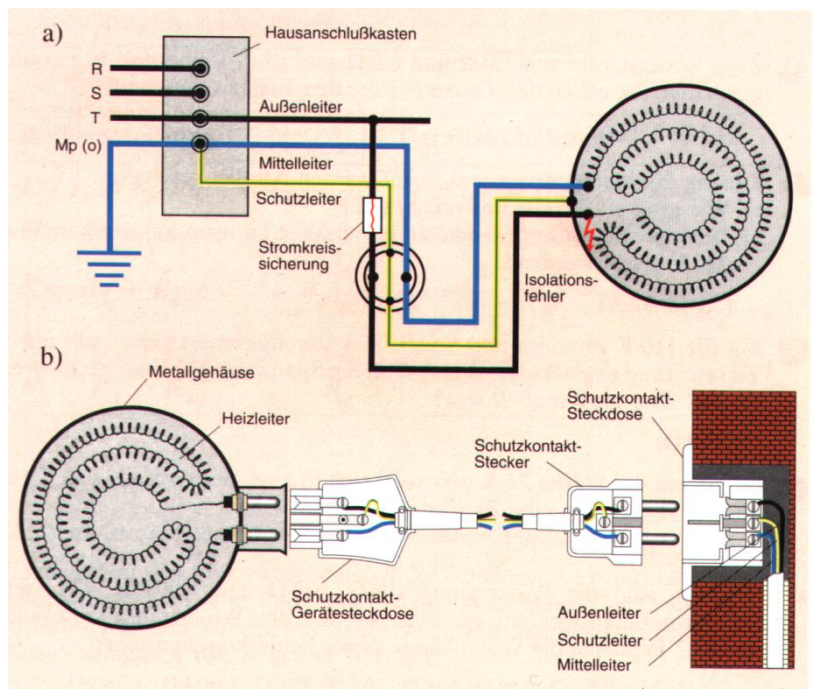 a)
Hausanschlußkasten
R
S
T
Mp (o)
Außenleiter
Mittelleiter
Schutzleiter
Stromkreis-
sicherung
Isolations-
fehler
b)
Metallgehäuse
Heizleiter
Schutzkontakt-
Steckdose
Schutzkontakt-
Stecker
Schutzkontakt-
Gerätesteckdose
Außenleiter
Schutzleiter
Mittelleiter